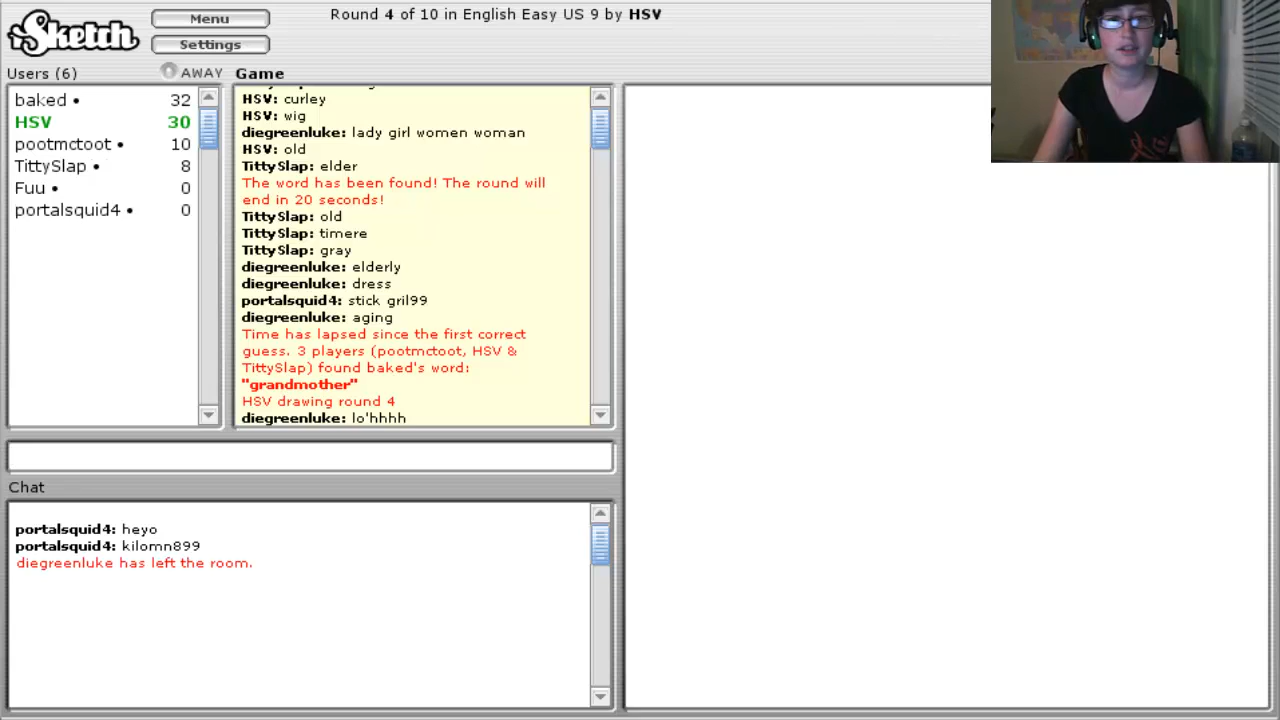 iSketch
Menu
Settings
Round 4 of 10 in English Easy US 9 by HSV
Users (6)
AWAY
Game
baked • 32
HSV 30
pootmctoot • 10
TittySlap • 8
Fuu • 0
portalsquid4 • 0
HSV: curley
HSV: wig
diegreenluke: lady girl women woman
HSV: old
TittySlap: elder
The word has been found! The round will
end in 20 seconds!
TittySlap: old
TittySlap: timere
TittySlap: gray
diegreenluke: elderly
diegreenluke: dress
portalsquid4: stick gril99
diegreenluke: aging
Time has lapsed since the first correct
guess. 3 players (pootmctoot, HSV &
TittySlap) found baked's word:
"grandmother"
HSV drawing round 4
diegreenluke: lo'hhhh
Chat
portalsquid4: heyo
portalsquid4: kilomn899
diegreenluke has left the room.